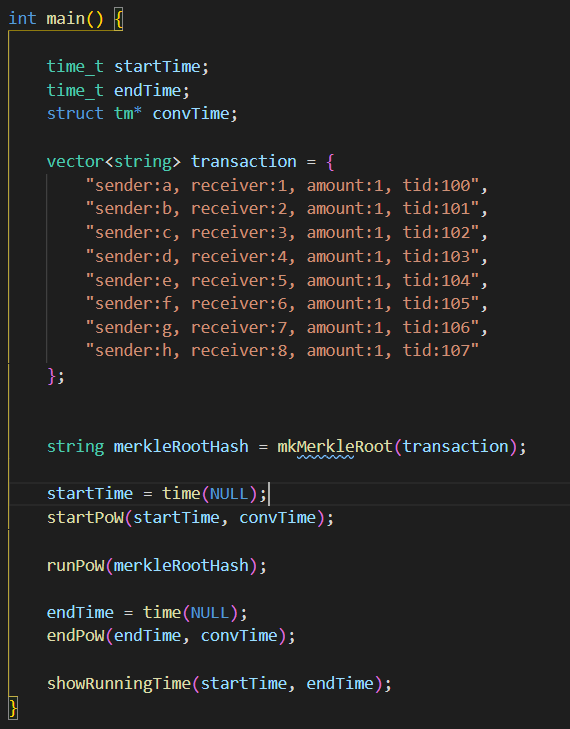 int main() {
time_t startTime;
time_t endTime;
struct tm* convTime;
vector<string> transaction = {
"sender:a, receiver:1, amount:1, tid:100",
"sender:b, receiver:2, amount:1, tid:101",
"sender:c, receiver:3, amount:1, tid:102",
"sender:d, receiver:4, amount:1, tid:103",
"sender:e, receiver:5, amount:1, tid:104",
"sender:f, receiver:6, amount:1, tid:105",
"sender:g, receiver:7, amount:1, tid:106",
"sender:h, receiver:8, amount:1, tid:107"
};
string merkleRootHash = mkMerkleRoot(transaction);
startTime = time(NULL);
startPoW(startTime, convTime);
runPoW(merkleRootHash);
endTime = time(NULL);
endPoW(endTime, convTime);
showRunningTime(startTime, endTime);
}